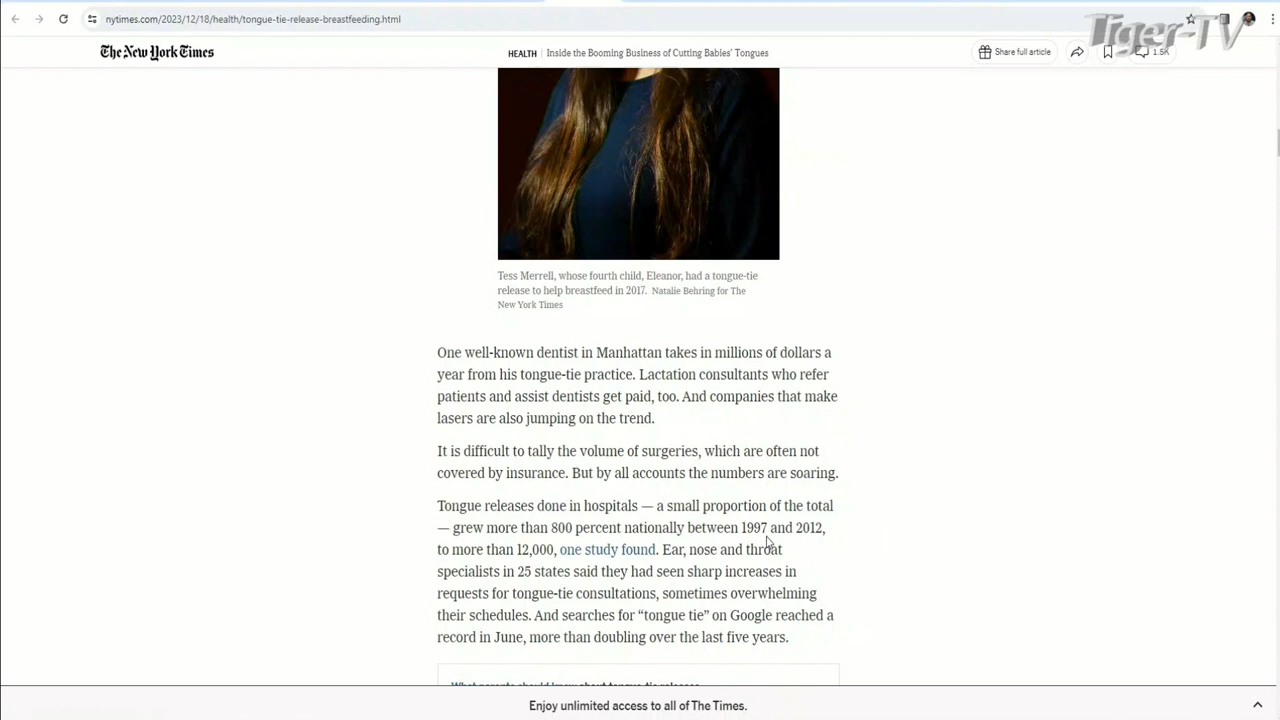 nytimes.com/2023/12/18/health/tongue-tie-release-breastfeeding.html
Tiger-TV
The New York Times
HEALTH | Inside the Booming Business of Cutting Babies' Tongues
Share full article
1.5K
Tess Merrell, whose fourth child, Eleanor, had a tongue-tie
release to help breastfeed in 2017. Natalie Behring for The
New York Times
One well-known dentist in Manhattan takes in millions of dollars a
year from his tongue-tie practice. Lactation consultants who refer
patients and assist dentists get paid, too. And companies that make
lasers are also jumping on the trend.
It is difficult to tally the volume of surgeries, which are often not
covered by insurance. But by all accounts the numbers are soaring.
Tongue releases done in hospitals — a small proportion of the total
— grew more than 800 percent nationally between 1997 and 2012,
to more than 12,000, one study found. Ear, nose and throat
specialists in 25 states said they had seen sharp increases in
requests for tongue-tie consultations, sometimes overwhelming
their schedules. And searches for “tongue tie” on Google reached a
record in June, more than doubling over the last five years.
What parents should know about tongue-tie releases
Enjoy unlimited access to all of The Times.